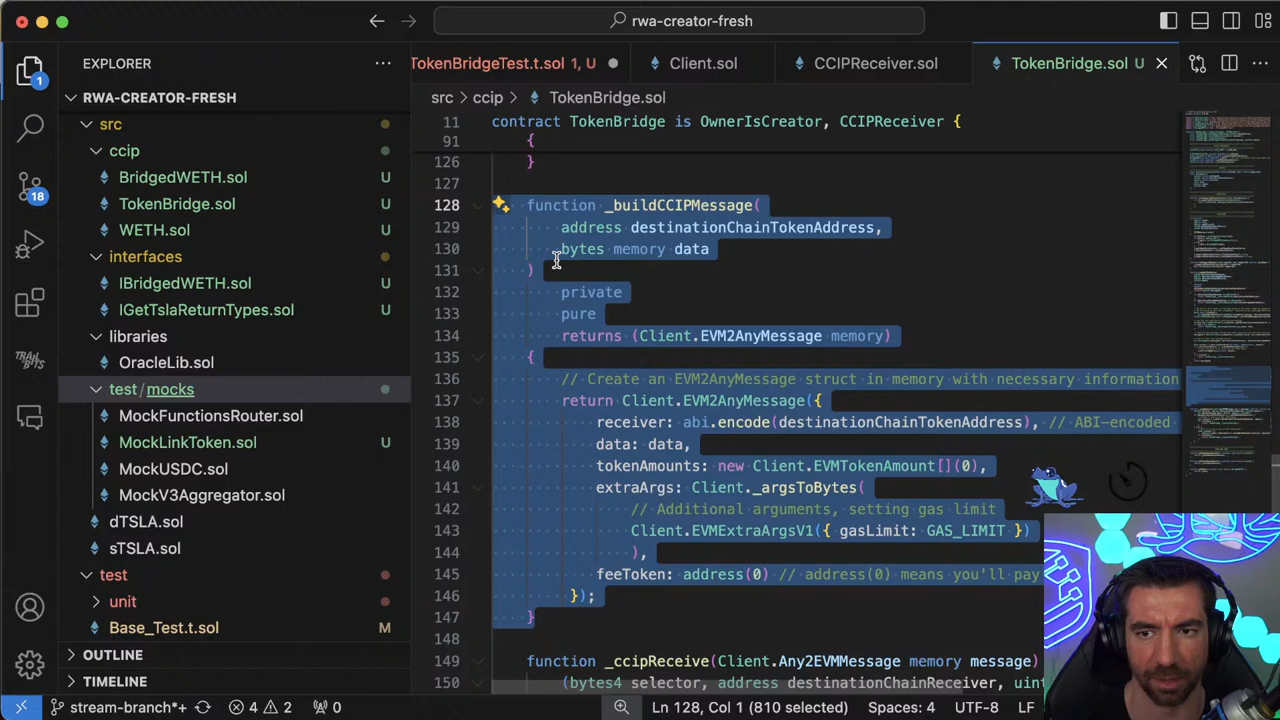 rwa-creator-fresh
EXPLORER
TokenBridgeTest.t.sol 1, U
Client.sol
CCIPReceiver.sol
TokenBridge.sol U
1
RWA-CREATOR-FRESH
src > ccip > TokenBridge.sol
src
ccip
BridgedWETH.sol U
TokenBridge.sol U
WETH.sol U
interfaces
IBridgedWETH.sol U
IGetTslaReturnTypes.sol U
libraries
OracleLib.sol
test/mocks
MockFunctionsRouter.sol
MockLinkToken.sol U
MockUSDC.sol
MockV3Aggregator.sol
dTSLA.sol
sTSLA.sol
test
unit
Base_Test.t.sol M
OUTLINE
TIMELINE
18
TRAIL
BITS
11 contract TokenBridge is OwnerIsCreator, CCIPReceiver {
91 {
126 }
127
128 function _buildCCIPMessage(
129 address destinationChainTokenAddress,
130 bytes memory data
131 )
132 private
133 pure
134 returns (Client.EVM2AnyMessage memory)
135 {
136 // Create an EVM2AnyMessage struct in memory with necessary information
137 return Client.EVM2AnyMessage({
138 receiver: abi.encode(destinationChainTokenAddress), // ABI-encoded
139 data: data,
140 tokenAmounts: new Client.EVMTokenAmount[](0),
141 extraArgs: Client._argsToBytes(
142 // Additional arguments, setting gas limit
143 Client.EVMExtraArgsV1({ gasLimit: GAS_LIMIT })
144 ),
145 feeToken: address(0) // address(0) means you'll pay
146 });
147 }
148
149 function _ccipReceive(Client.Any2EVMMessage memory message)
150 (bytes4 selector, address destinationChainReceiver, uint
stream-branch*+
4
2
0
Ln 128, Col 1 (810 selected)
Spaces: 4
UTF-8
LF